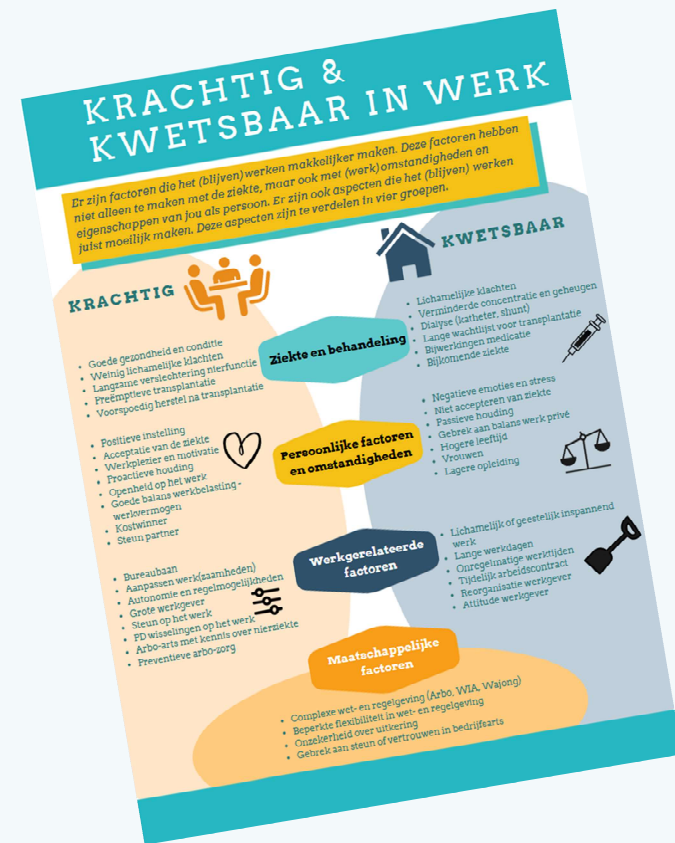 KRACHTIG &
KWETSBAAR IN WERK
Er zijn factoren die het (blijven) werken makkelijker maken. Deze factoren hebben
niet alleen te maken met de ziekte, maar ook met (werk)omstandigheden en
eigenschappen van jou als persoon. Er zijn ook aspecten die het (blijven) werken
juist moeilijk maken. Deze aspecten zijn te verdelen in vier groepen.
KRACHTIG
KWETSBAAR
Ziekte en behandeling
• Goede gezondheid en conditie
• Weinig lichamelijke klachten
• Langzame verslechtering nierfunctie
• Preëmptieve transplantatie
• Voorspoedig herstel na transplantatie
• Lichamelijke klachten
• Verminderde concentratie en geheugen
• Dialyse (katheter, shunt)
• Lange wachtlijst voor transplantatie
• Bijwerkingen medicatie
• Bijkomende ziekte
Persoonlijke factoren
en omstandigheden
• Positieve instelling
• Acceptatie van de ziekte
• Werkplezier en motivatie
• Proactieve houding
• Openheid op het werk
• Goede balans werkbelasting -
werkvermogen
• Kostwinner
• Steun partner
• Negatieve emoties en stress
• Niet accepteren van ziekte
• Passieve houding
• Gebrek aan balans werk privé
• Hogere leeftijd
• Vrouwen
• Lagere opleiding
Werkgerelateerde
factoren
• Bureaubaan
• Aanpassen werk(zaamheden)
• Autonomie en regelmogelijkheden
• Grote werkgever
• Steun op het werk
• PD wisselingen op het werk
• Arbo-arts met kennis over nierziekte
• Preventieve arbo-zorg
• Lichamelijk of geestelijk inspannend
werk
• Lange werkdagen
• Onregelmatige werktijden
• Tijdelijk arbeidscontract
• Reorganisatie werkgever
• Attitude werkgever
Maatschappelijke
factoren
• Complexe wet- en regelgeving (Arbo, WIA, Wajong)
• Beperkte flexibiliteit in wet- en regelgeving
• Onzekerheid over uitkering
• Gebrek aan steun of vertrouwen in bedrijfsarts